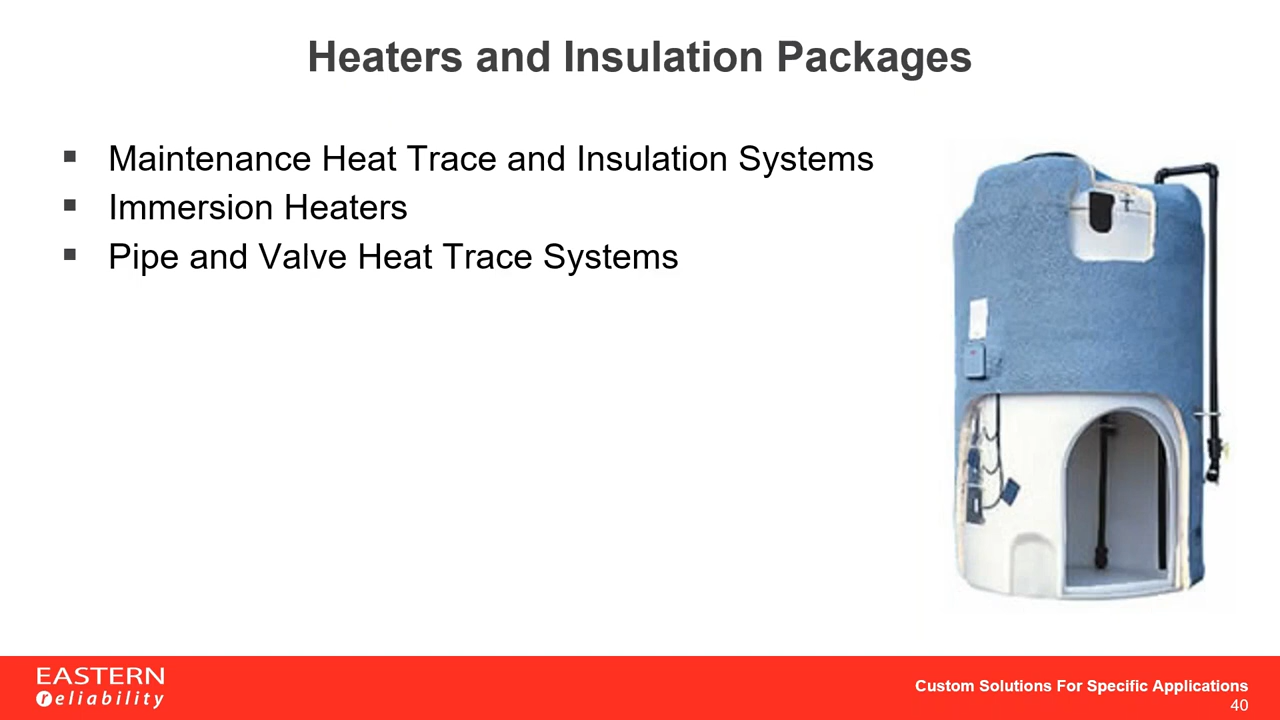 Heaters and Insulation Packages
Maintenance Heat Trace and Insulation Systems
Immersion Heaters
Pipe and Valve Heat Trace Systems
EASTERN
reliability
Custom Solutions For Specific Applications
40